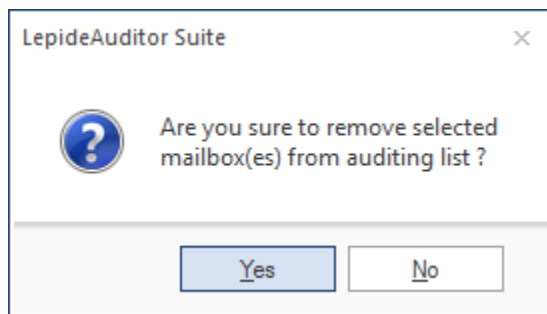 LepideAuditor Suite
Are you sure to remove selected
mailbox(es) from auditing list ?
Yes
No